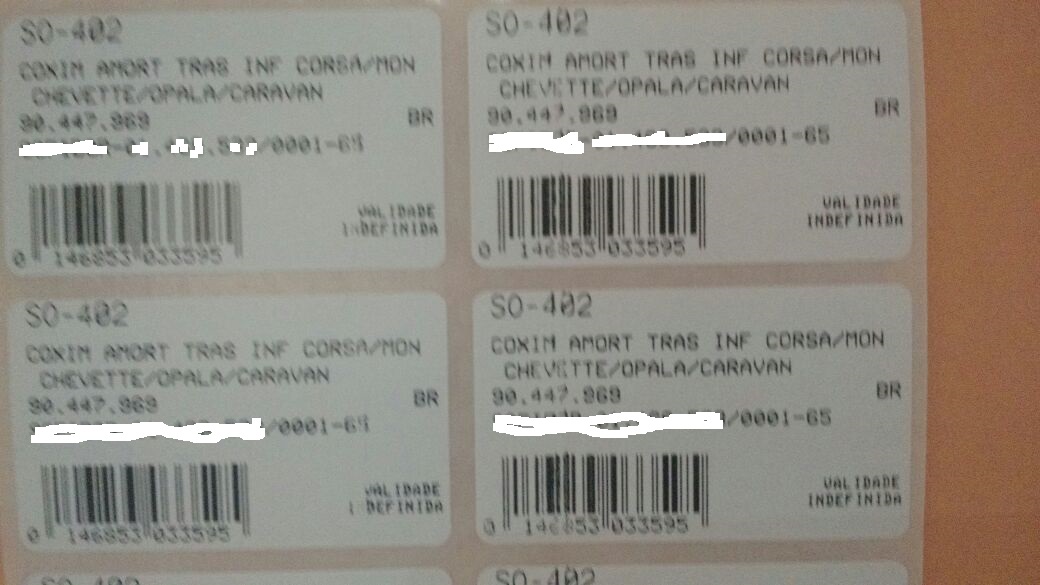 SO-402
COXIM AMORT TRAS INF CORSA/MON
CHEVETTE/OPALA/CARAVAN
90.447.969
BR
/0001-65
VALIDADE
INDEFINIDA
0 146853 033595
SO-402
COXIM AMORT TRAS INF CORSA/MON
CHEVETTE/OPALA/CARAVAN
90.447.969
BR
/0001-65
VALIDADE
INDEFINIDA
0 146853 033595
SO-402
COXIM AMORT TRAS INF CORSA/MON
CHEVETTE/OPALA/CARAVAN
90.447.969
BR
/0001-65
VALIDADE
I DEFINIDA
0 146853 033595
SO-402
COXIM AMORT TRAS INF CORSA/MON
CHEVETTE/OPALA/CARAVAN
90.447.969
BR
/0001-65
VALIDADE
INDEFINIDA
0 146853 033595
SO-402
SO-402